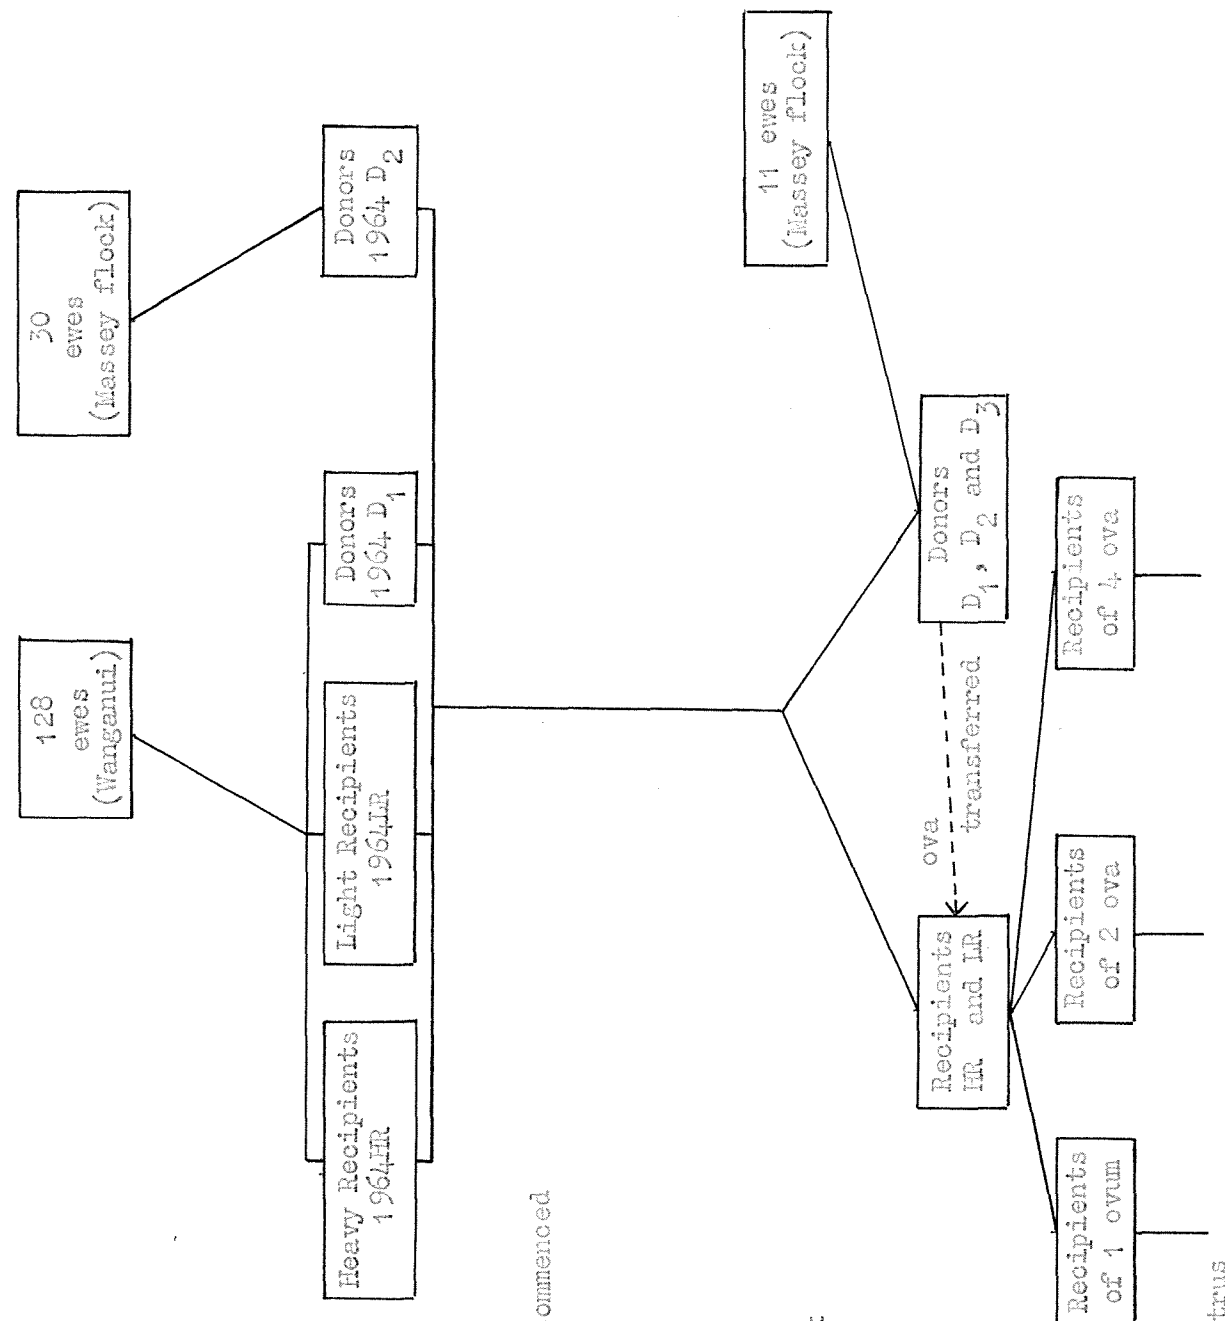 128
ewes
(Wanganui)
30
ewes
(Massey flock)
Heavy Recipients
1964HR
Light Recipients
1964LR
Donors
1964 D1
Donors
1964 D2
ommenced
11 ewes
(Massey flock)
Recipients
HR and LR
ova
transferred
Donors
D1, D2 and D3
Recipients
of 1 ovum
Recipients
of 2 ova
Recipients
of 4 ova
trus